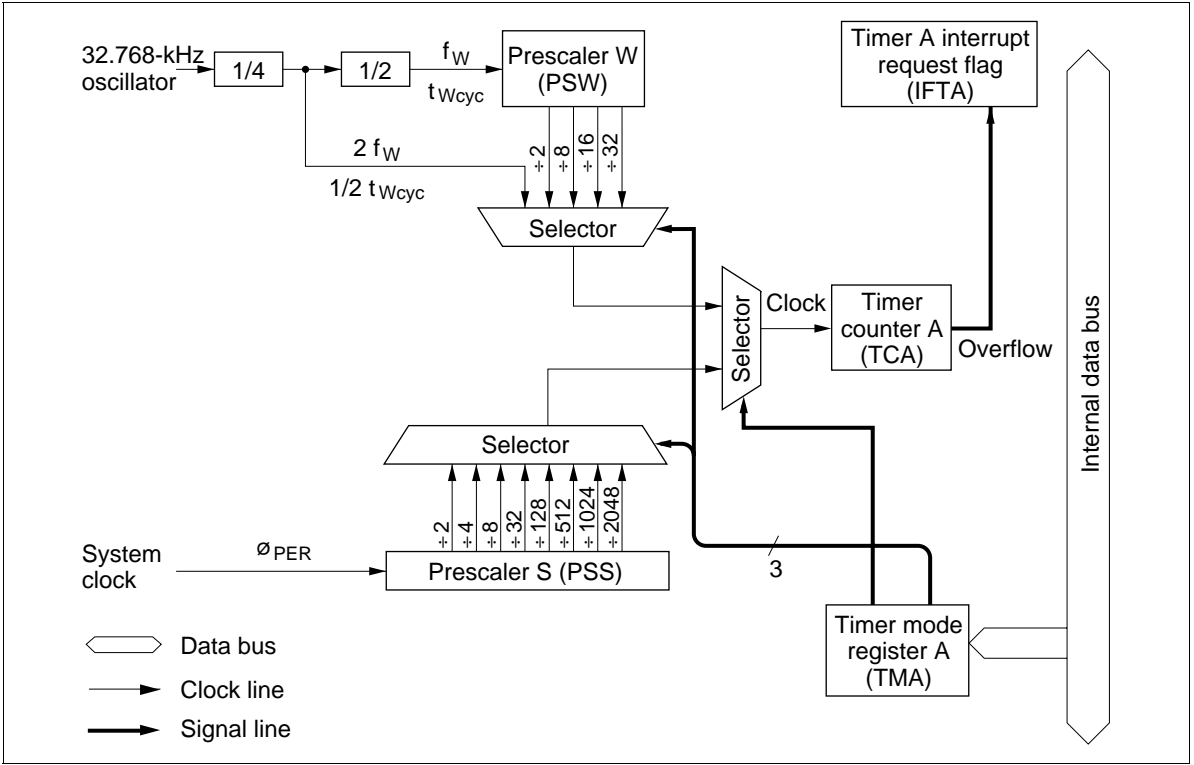 32.768-kHz
oscillator
1/4
1/2
fW
tWcyc
Prescaler W
(PSW)
Timer A interrupt
request flag
(IFTA)
2 fW
1/2 tWcyc
÷ 2
÷ 8
÷ 16
÷ 32
Selector
Selector
Clock
Timer
counter A
(TCA)
Overflow
Internal data bus
Selector
÷ 2
÷ 4
÷ 8
÷ 32
÷ 128
÷ 512
÷ 1024
÷ 2048
System
clock
ø PER
Prescaler S (PSS)
3
Timer mode
register A
(TMA)
Data bus
Clock line
Signal line